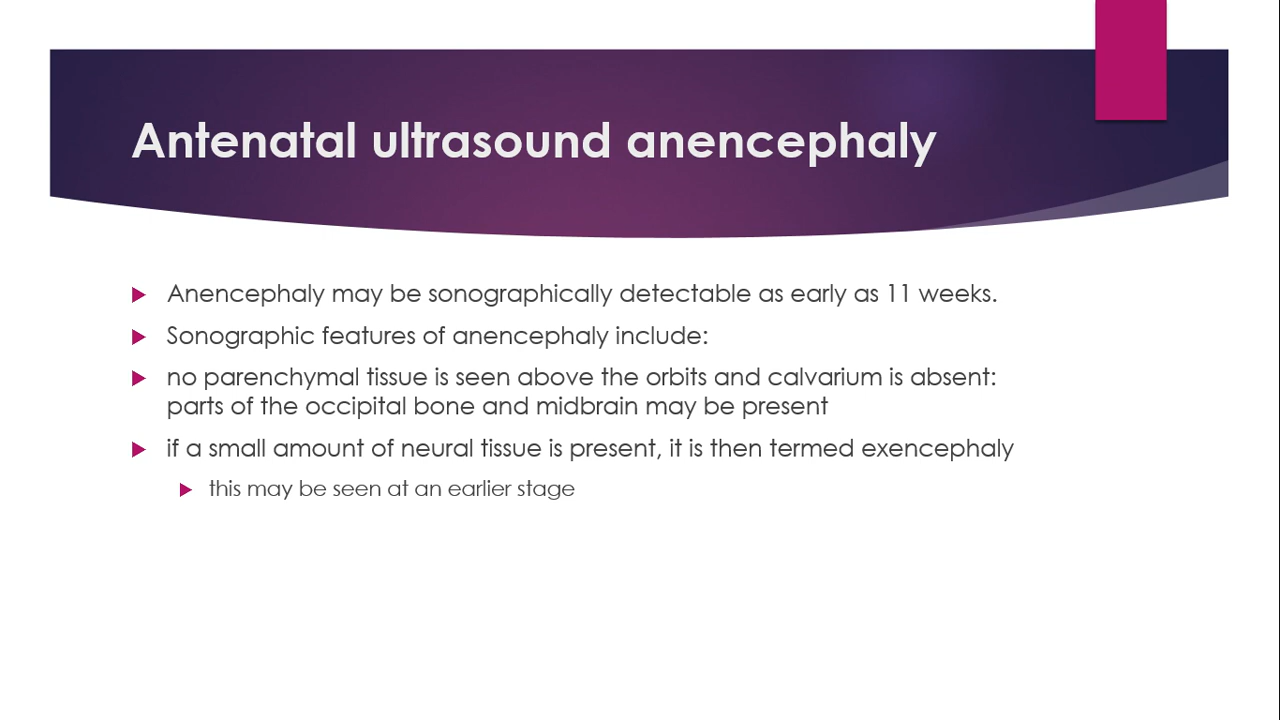 Antenatal ultrasound anencephaly
Anencephaly may be sonographically detectable as early as 11 weeks.
Sonographic features of anencephaly include:
no parenchymal tissue is seen above the orbits and calvarium is absent:
parts of the occipital bone and midbrain may be present
if a small amount of neural tissue is present, it is then termed exencephaly
this may be seen at an earlier stage